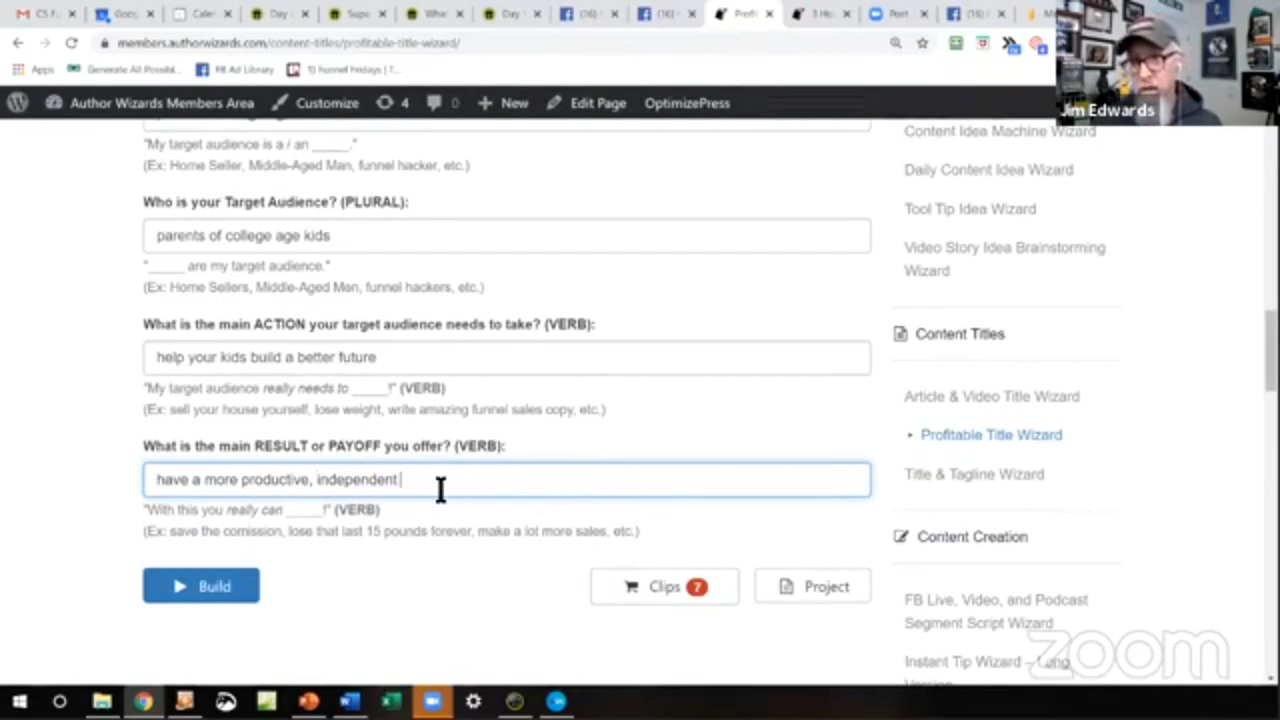 members.authorwizards.com/content-titles/profitable-title-wizard/
Apps
Generate All Possibl...
FB Ad Library
Author Wizards Members Area
Customize
4
0
New
Edit Page
OptimizePress
Jim Edwards
"My target audience is a / an _____."
(Ex: Home Seller, Middle-Aged Man, funnel hacker, etc.)
Who is your Target Audience? (PLURAL):
parents of college age kids
"_____ are my target audience."
(Ex: Home Sellers, Middle-Aged Men, funnel hackers, etc.)
What is the main ACTION your target audience needs to take? (VERB):
help your kids build a better future
"My target audience really needs to _____!" (VERB)
(Ex: sell your house yourself, lose weight, write amazing funnel sales copy, etc.)
What is the main RESULT or PAYOFF you offer? (VERB):
have a more productive, independent
"With this you really can _____!" (VERB)
(Ex: save the comission, lose that last 15 pounds forever, make a lot more sales, etc.)
Build
Clips 7
Project
Content Idea Machine Wizard
Daily Content Idea Wizard
Tool Tip Idea Wizard
Video Story Idea Brainstorming
Wizard
Content Titles
Article & Video Title Wizard
Profitable Title Wizard
Title & Tagline Wizard
Content Creation
FB Live, Video, and Podcast
Segment Script Wizard
Instant Tip Wizard – Long
zoom